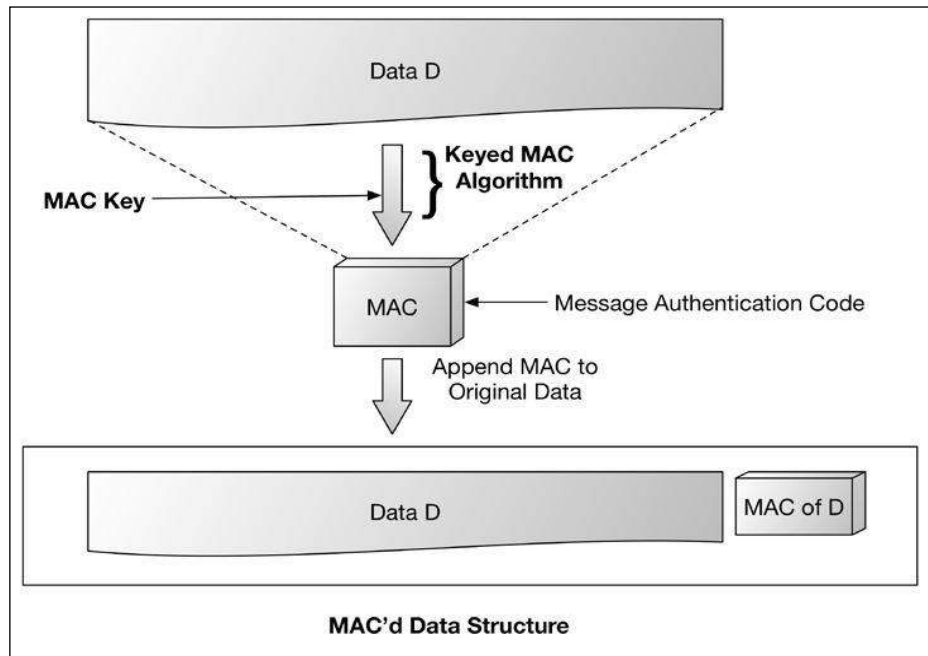 Data D
Keyed MAC
Algorithm
MAC Key
MAC
Message Authentication Code
Append MAC to
Original Data
Data D
MAC of D
MAC’d Data Structure